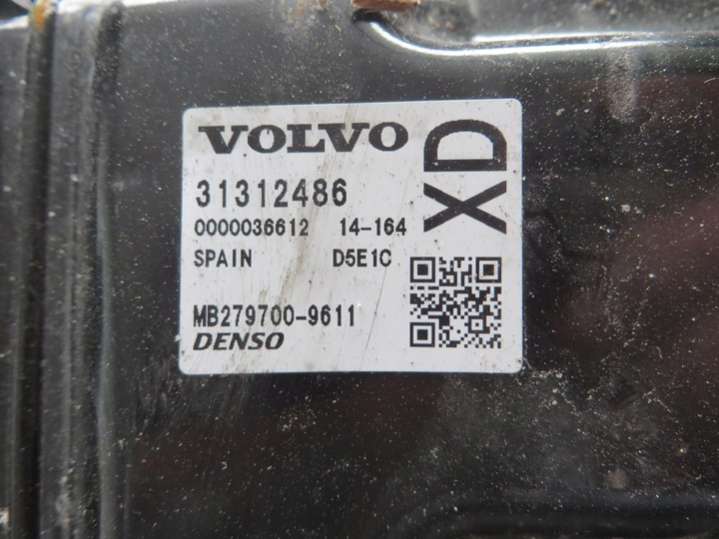 VOLVO
XD
31312486
0000036612 14-164
SPAIN D5E1C
MB279700-9611
DENSO